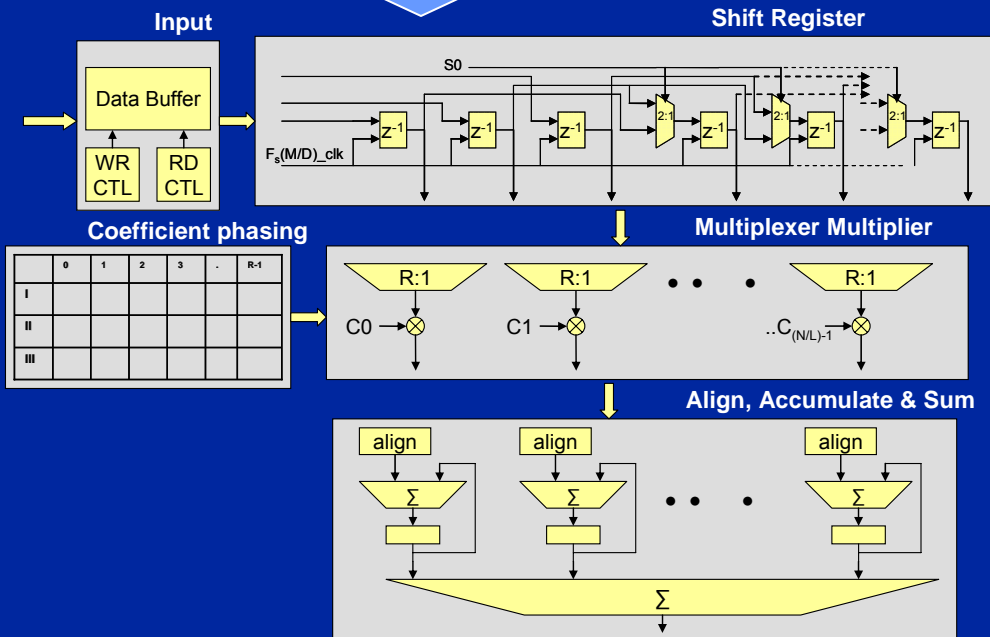 Input
Shift Register
S0
Data Buffer
WR CTL
RD CTL
z-1
z-1
z-1
2:1
z-1
2:1
z-1
2:1
z-1
Fs(M/D)_clk
Coefficient phasing
0 1 2 3 . R-1
I
II
III
Multiplexer Multiplier
R:1
R:1
R:1
C0
C1
..C(N/L)-1
Align, Accumulate & Sum
align
align
align
Σ
Σ
Σ
Σ